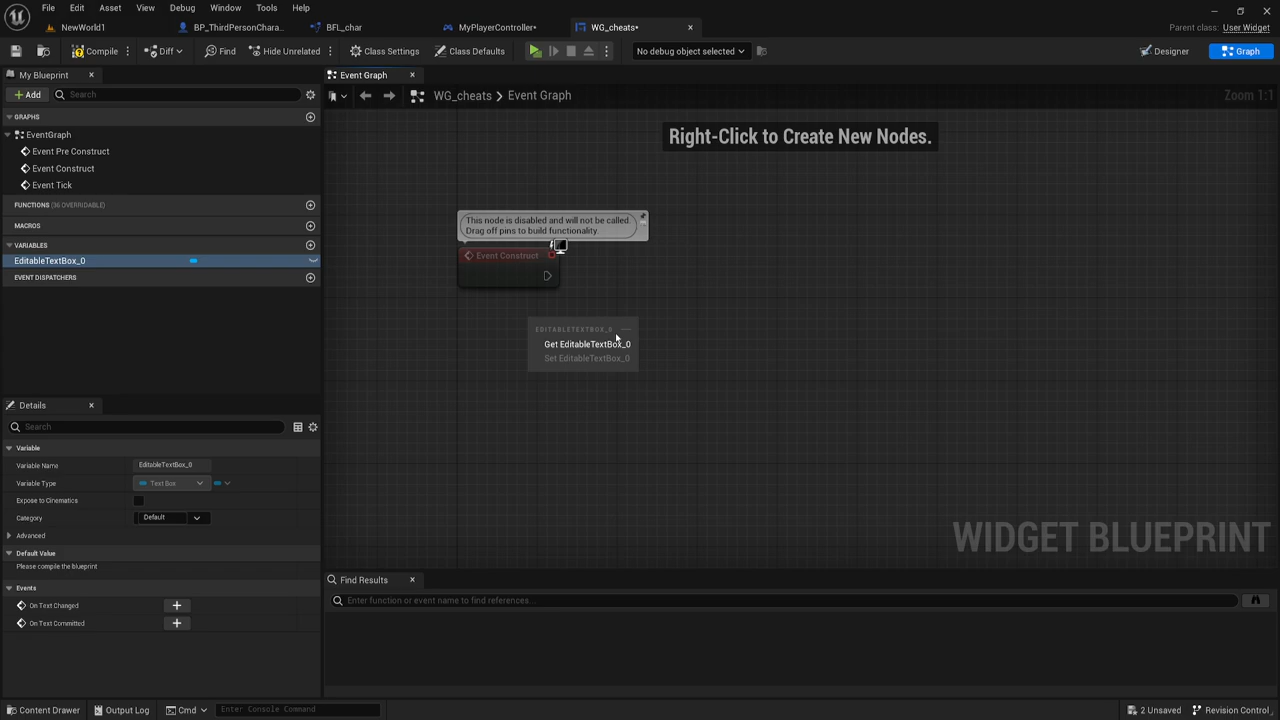 File Edit Asset View Debug Window Tools Help
NewWorld1 BP_ThirdPersonChara... BFL_char MyPlayerController* WG_cheats*
Parent class: User Widget
Compile Diff Find Hide Unrelated Class Settings Class Defaults No debug object selected Designer Graph
My Blueprint Event Graph
Add Search
WG_cheats > Event Graph Zoom 1:1
GRAPHS
EventGraph
Event Pre Construct
Event Construct
Event Tick
FUNCTIONS (36 OVERRIDABLE)
MACROS
VARIABLES
EditableTextBox_0
EVENT DISPATCHERS
Right-Click to Create New Nodes.
This node is disabled and will not be called.
Drag off pins to build functionality.
Event Construct
EDITABLETEXTBOX_0
Get EditableTextBox_0
Set EditableTextBox_0
WIDGET BLUEPRINT
Details
Search
Variable
Variable Name EditableTextBox_0
Variable Type Text Box
Expose to Cinematics
Category Default
Advanced
Default Value
Please compile the blueprint
Events
On Text Changed
On Text Committed
Find Results
Enter function or event name to find references...
Content Drawer Output Log Cmd Enter Console Command 2 Unsaved Revision Control